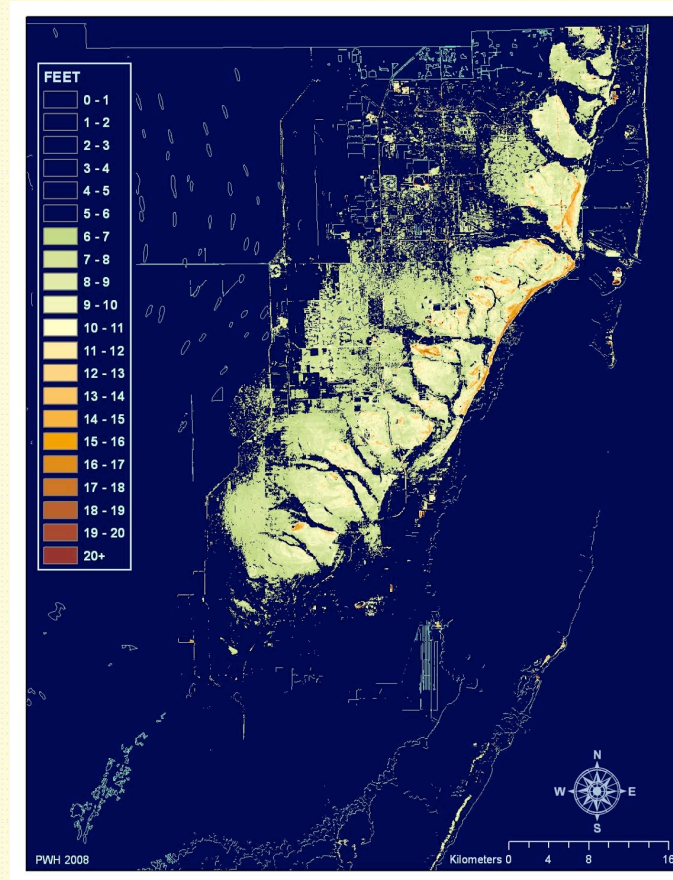 FEET
0 - 1
1 - 2
2 - 3
3 - 4
4 - 5
5 - 6
6 - 7
7 - 8
8 - 9
9 - 10
10 - 11
11 - 12
12 - 13
13 - 14
14 - 15
15 - 16
16 - 17
17 - 18
18 - 19
19 - 20
20+
N
W E
S
PWH 2008
Kilometers 0 4 8 16